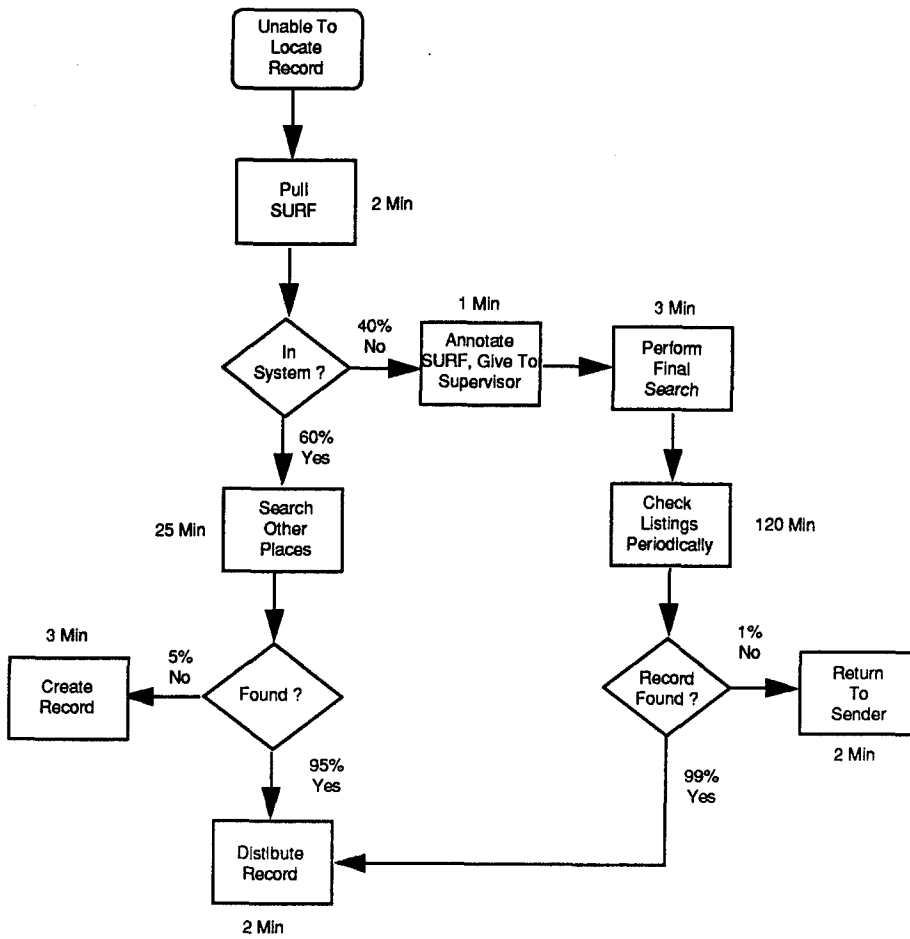 Unable To
Locate
Record
Pull
SURF
2 Min
In
System ?
40%
No
1 Min
Annotate
SURF, Give To
Supervisor
3 Min
Perform
Final
Search
60%
Yes
25 Min
Search
Other
Places
Check
Listings
Periodically
120 Min
3 Min
Create
Record
5%
No
Found ?
Record
Found ?
1%
No
Return
To
Sender
2 Min
95%
Yes
99%
Yes
Distibute
Record
2 Min